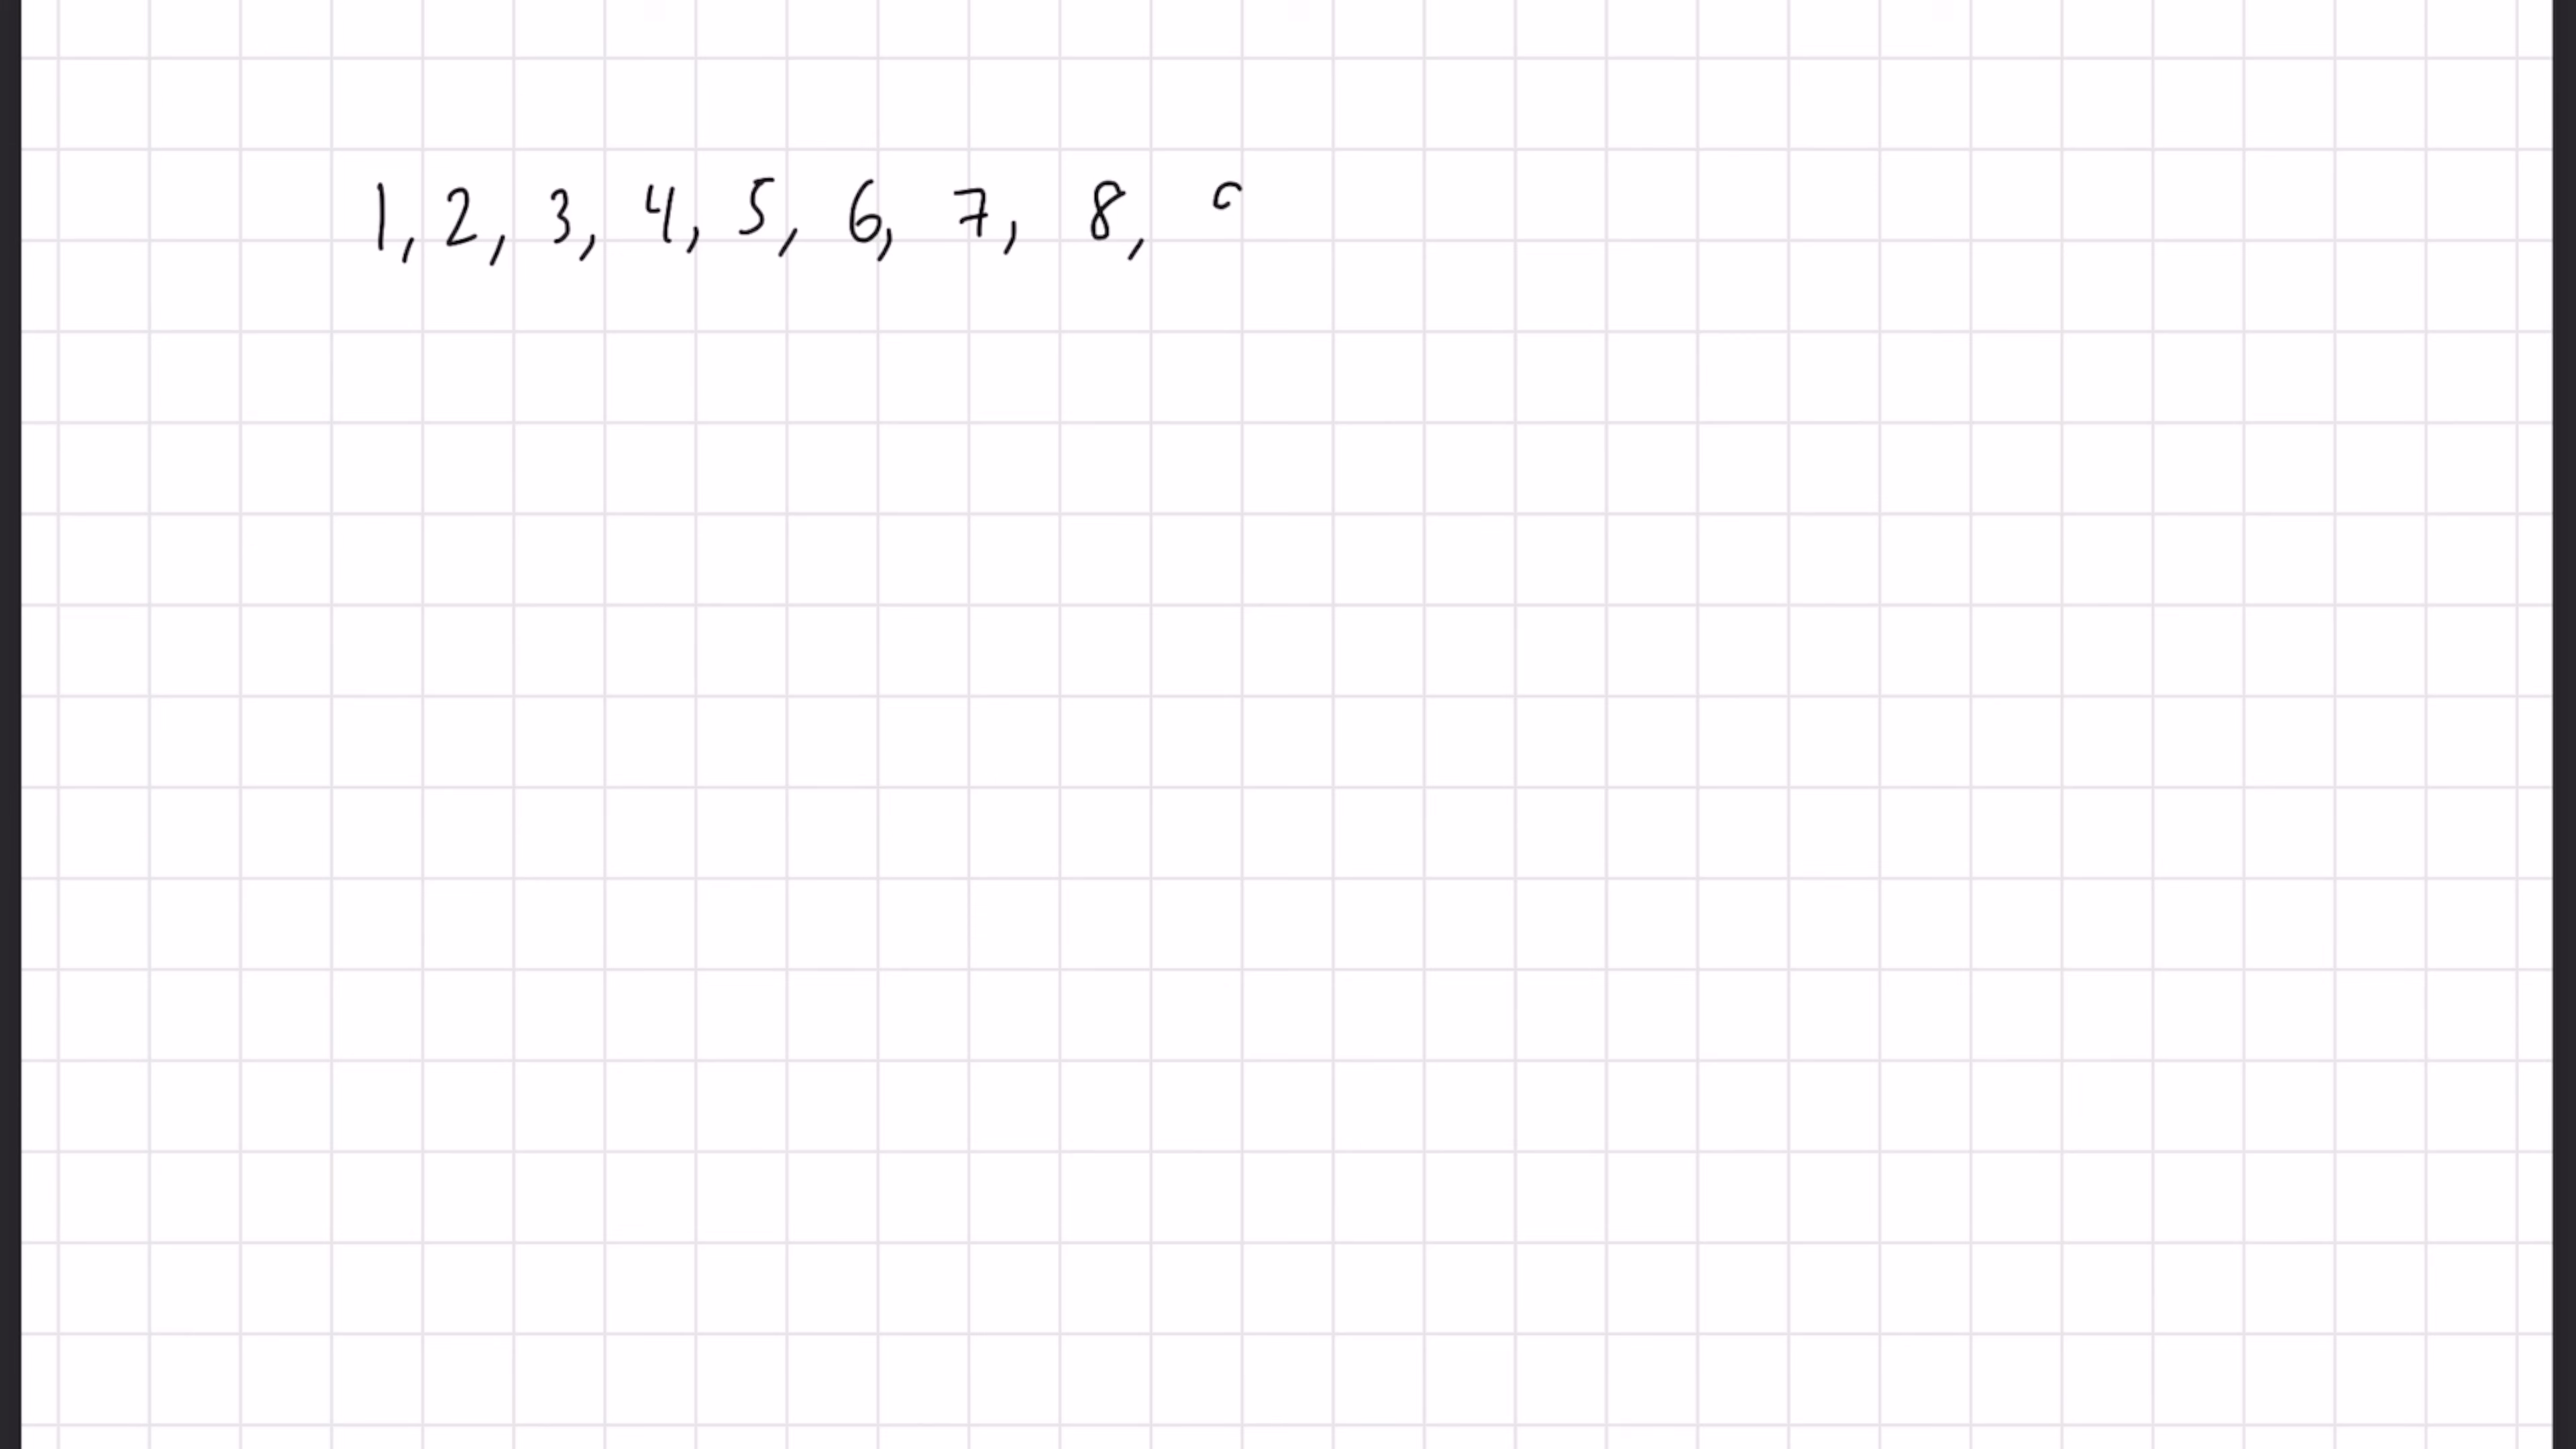 1, 2, 3, 4, 5, 6, 7, 8,